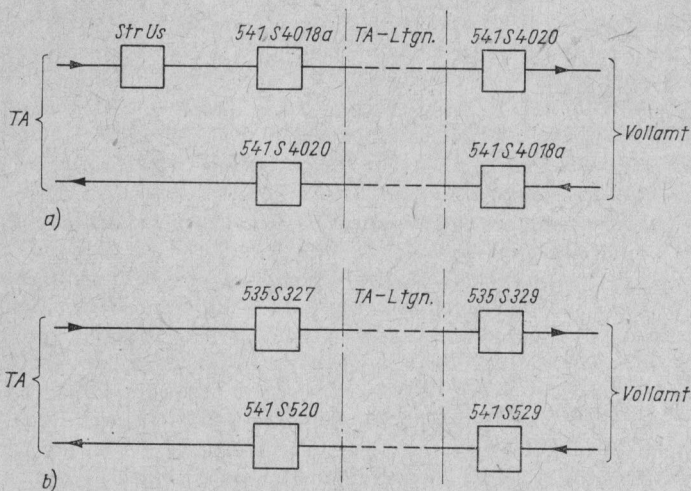 Str Us 541 S 4018a TA-Ltgn. 541 S 4020
TA
Vollamt
541 S 4020 541 S 4018a
a)
535 S 327 TA-Ltgn. 535 S 329
TA
Vollamt
541 S 520 541 S 529
b)